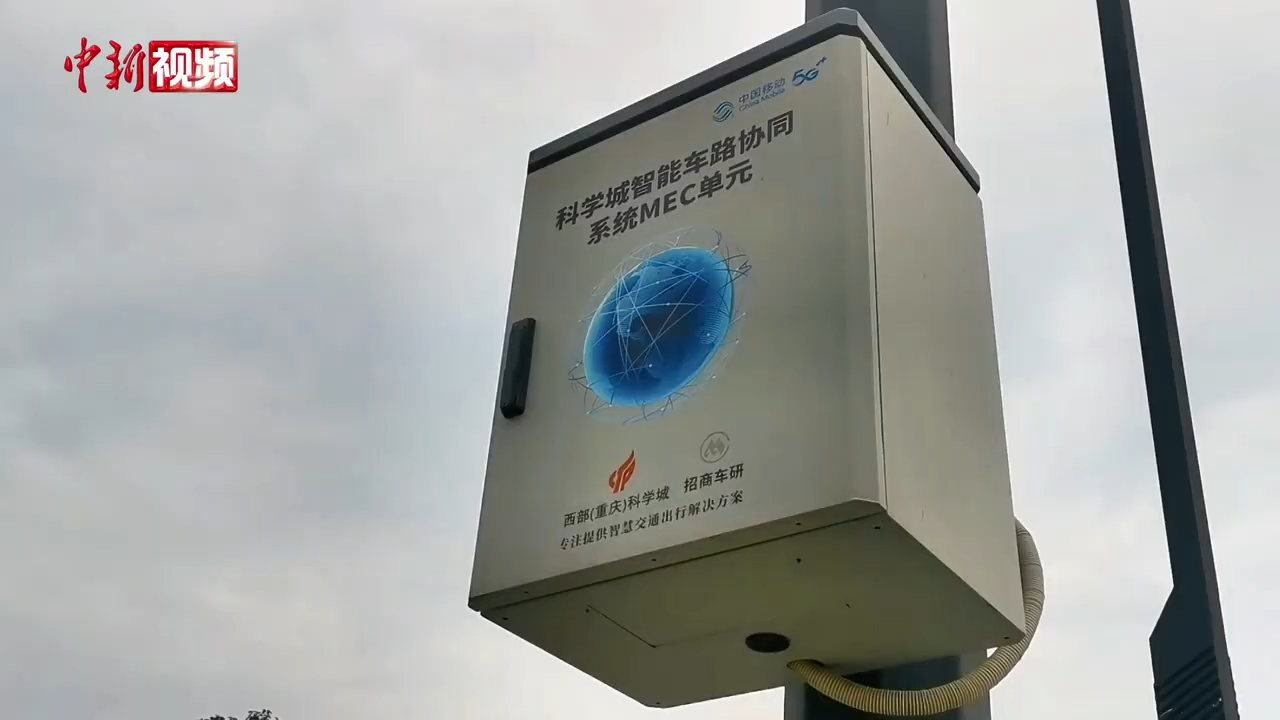 中新视频
中国移动 5G++
China Mobile
科学城智能车路协同
系统MEC单元
西部(重庆)科学城 招商车研
专注提供智慧交通出行解决方案